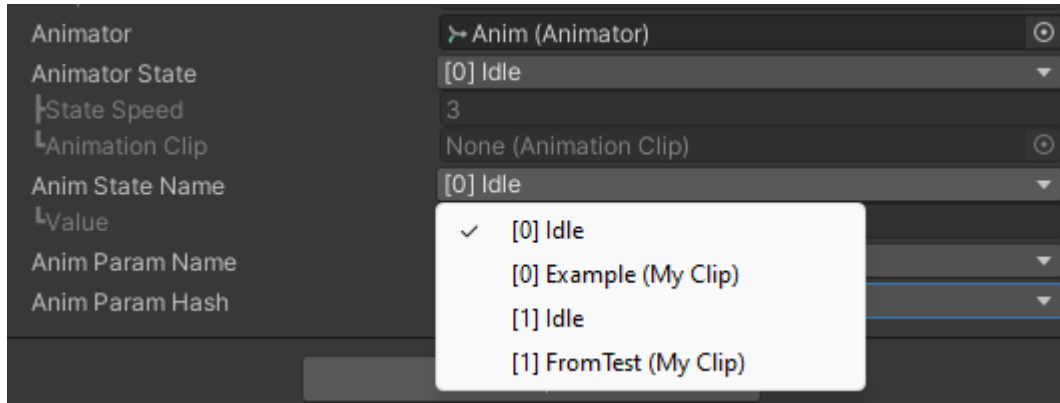 Animator Anim (Animator)
Animator State [0] Idle
State Speed 3
Animation Clip None (Animation Clip)
Anim State Name [0] Idle
Value
[0] Idle
Anim Param Name
[0] Example (My Clip)
Anim Param Hash
[1] Idle
[1] FromTest (My Clip)